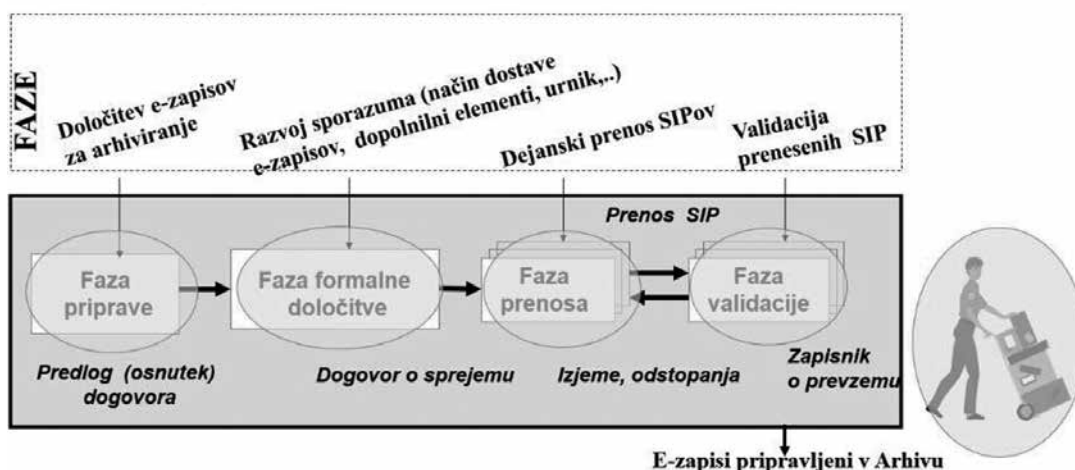 FAZE
Določitev e-zapisov
za arhiviranje
Razvoj sporazuma (način dostave
e-zapisov, dopolnilni elementi, urnik,..)
Dejanski prenos SIPov
Validacija
prenesenih SIP
Prenos SIP
Faza
priprave
Faza formalne
določitve
Faza
prenosa
Faza
validacije
Predlog (osnutek)
dogovora
Dogovor o sprejemu
Izjeme, odstopanja
Zapisnik
o prevzemu
E-zapisi pripravljeni v Arhivu